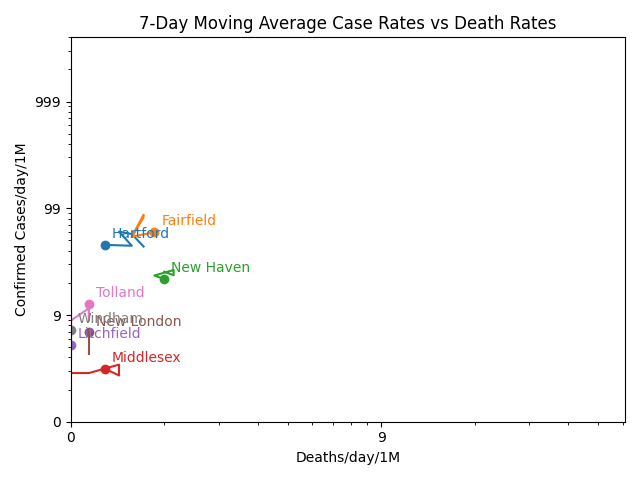 7-Day Moving Average Case Rates vs Death Rates
Confirmed Cases/day/1M
999
99
9
0
Fairfield
Hartford
New Haven
Tolland
Windham
New London
Litchfield
Middlesex
0
9
Deaths/day/1M